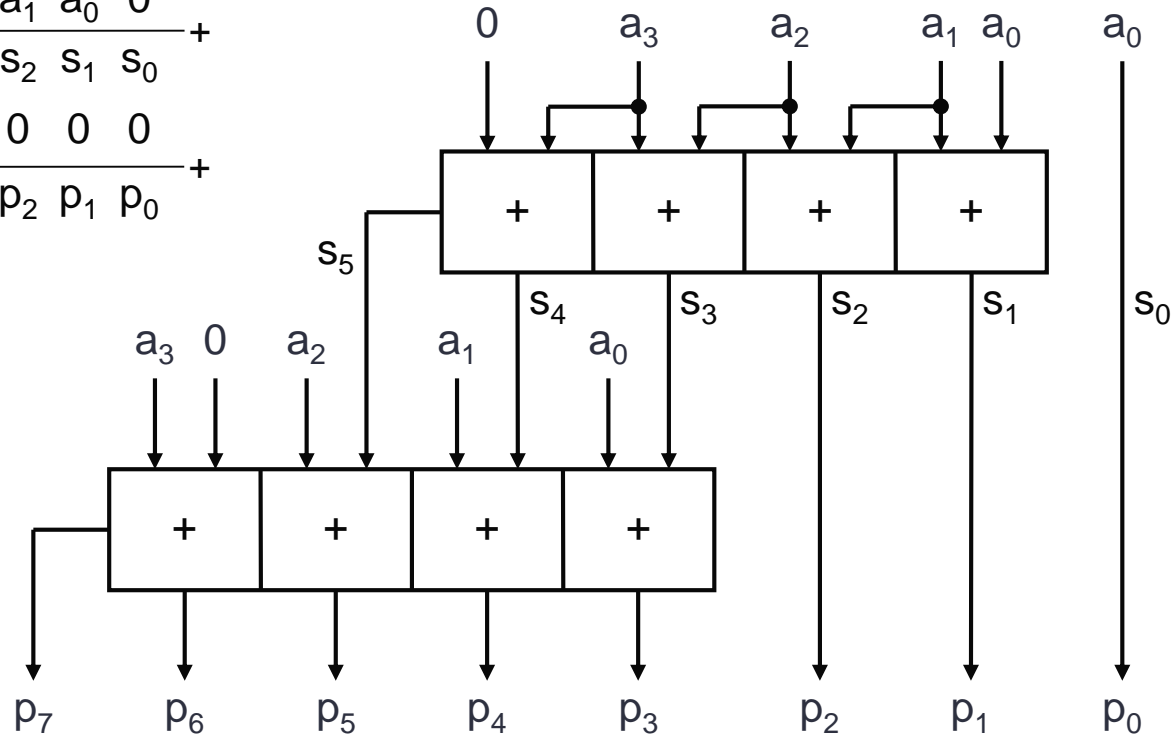 a₁ a₀ 0
+
s₂ s₁ s₀
0 0 0
+
p₂ p₁ p₀
0 a₃ a₂ a₁ a₀ a₀
+ + + +
s₅
s₄ s₃ s₂ s₁ s₀
a₃ 0 a₂ a₁ a₀
+ + + +
p₇ p₆ p₅ p₄ p₃ p₂ p₁ p₀